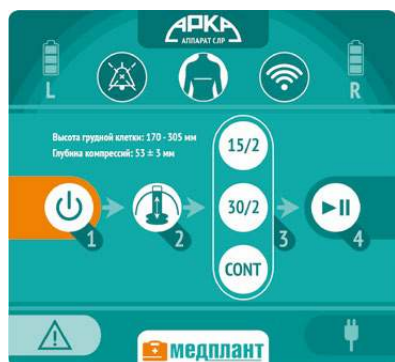 АРКА
АППАРАТ СЛР
L
R
Высота грудной клетки: 170 - 305 мм
Глубина компрессий: 53 ± 3 мм
15/2
30/2
CONT
1
2
3
4
медплант